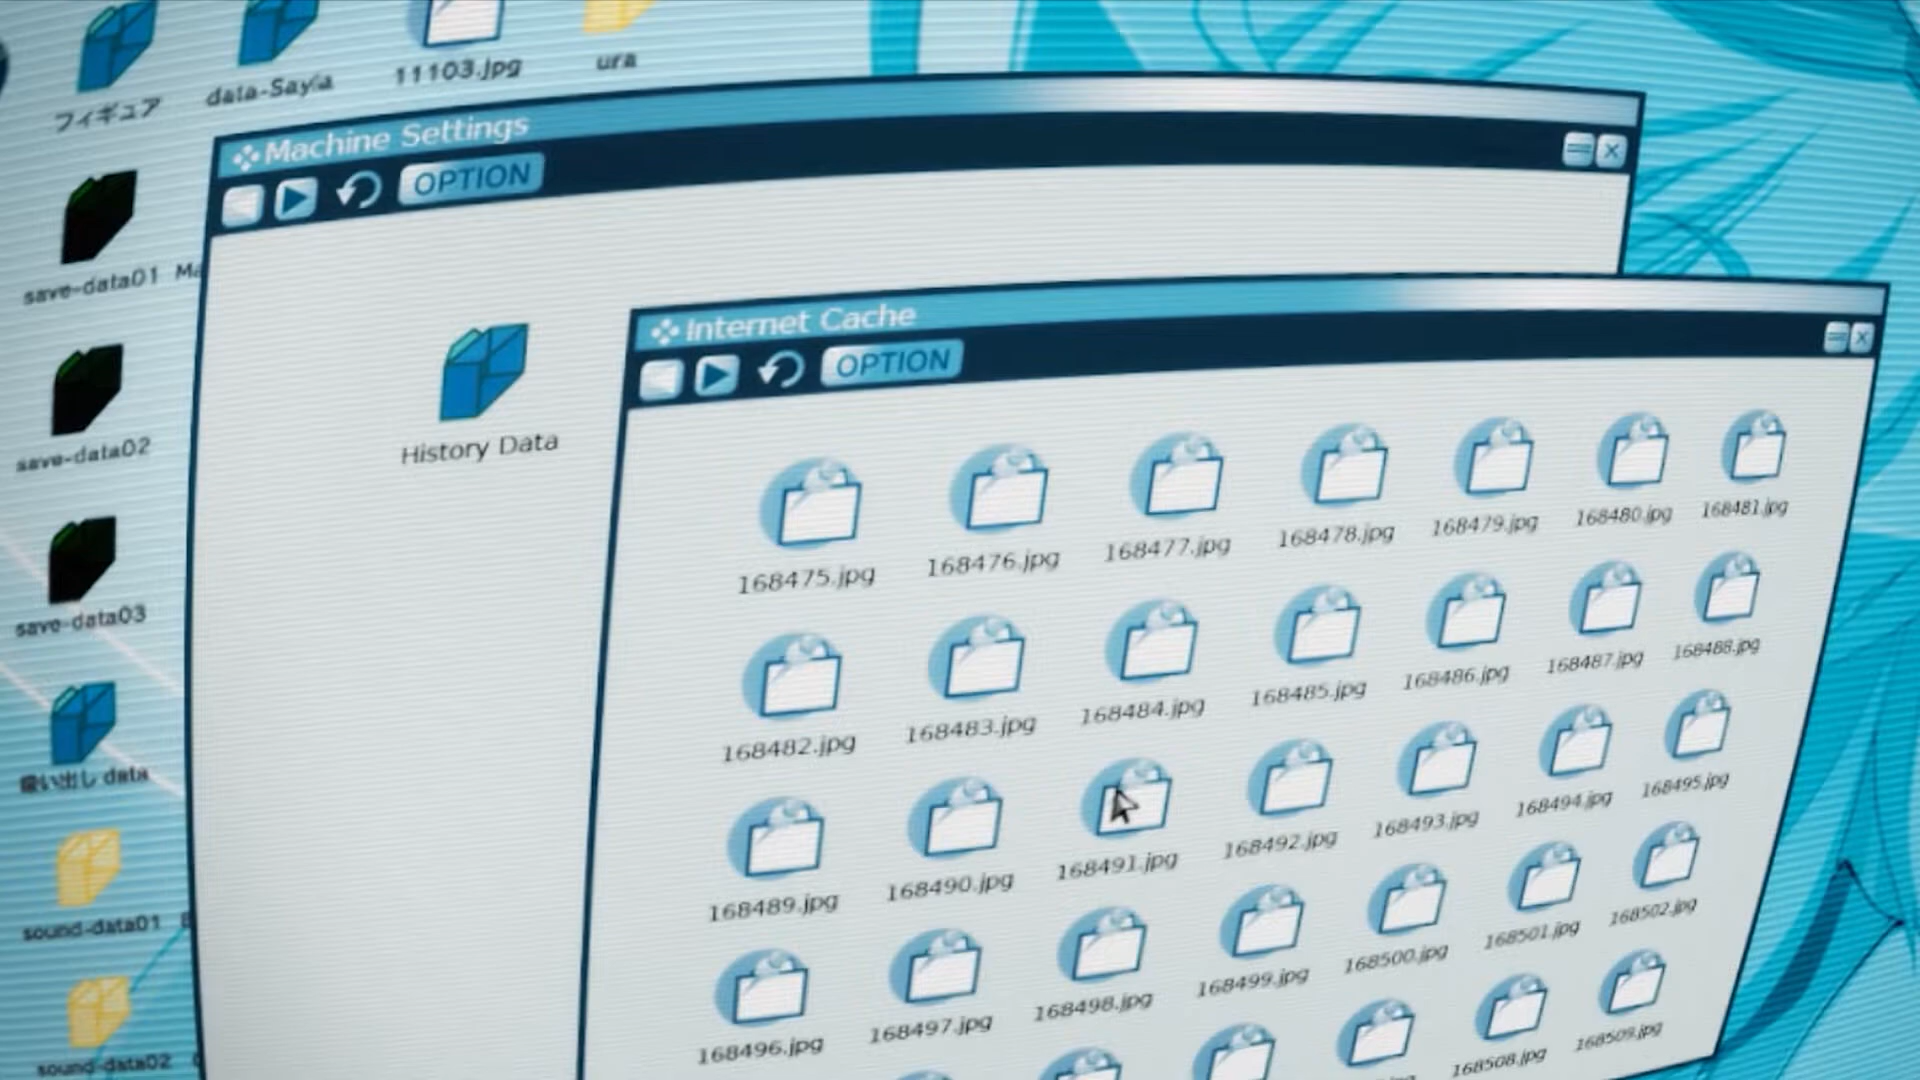 フィギュア
data-Sayla
11103.jpg
ura
Machine Settings
OPTION
save-data01
save-data02
save-data03
data
sound-data01
sound-data02
History Data
Internet Cache
OPTION
168475.jpg
168476.jpg
168477.jpg
168478.jpg
168479.jpg
168480.jpg
168481.jpg
168482.jpg
168483.jpg
168484.jpg
168485.jpg
168486.jpg
168487.jpg
168488.jpg
168489.jpg
168490.jpg
168491.jpg
168492.jpg
168493.jpg
168494.jpg
168495.jpg
168496.jpg
168497.jpg
168498.jpg
168499.jpg
168500.jpg
168501.jpg
168502.jpg
168508.jpg
168509.jpg